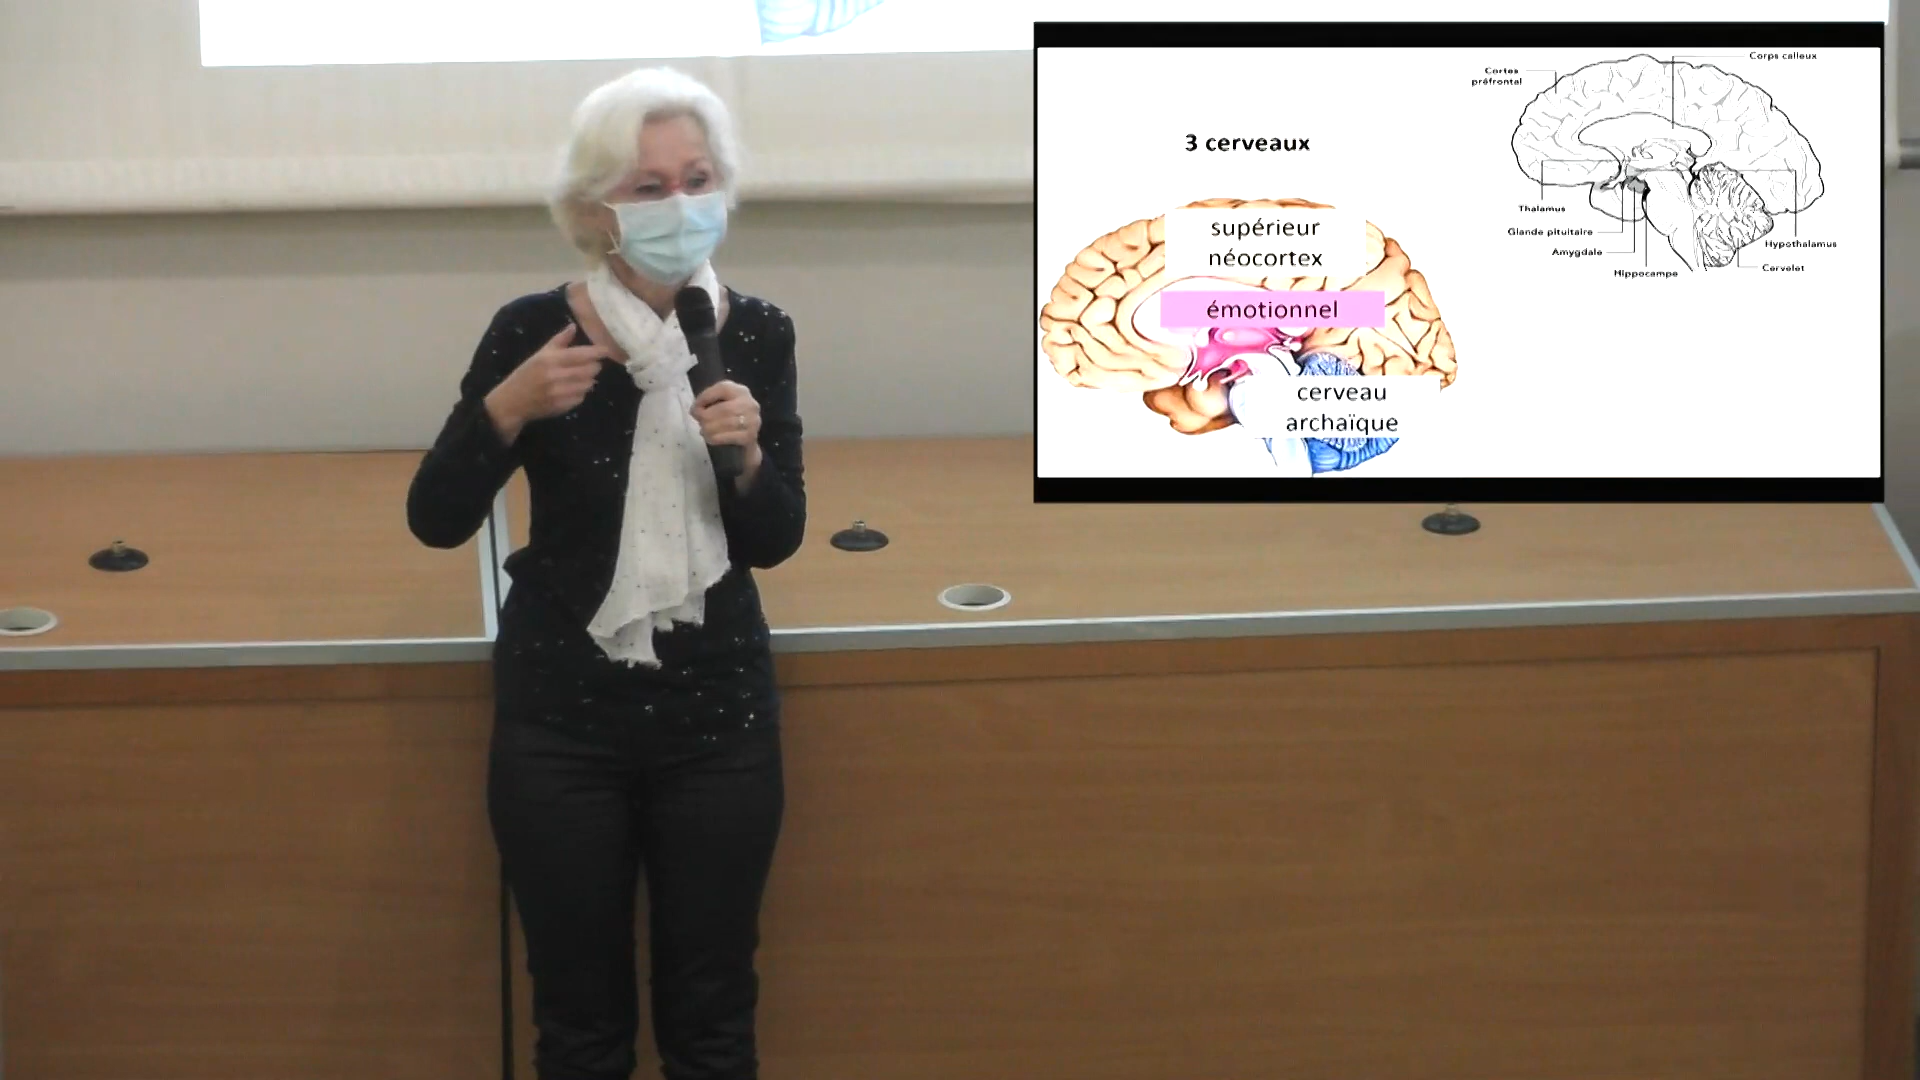 3 cerveaux
supérieur
néocortex
émotionnel
cerveau
archaïque
Corps calleux
Cortex
préfrontal
Thalamus
Glande pituitaire
Amygdale
Hippocampe
Hypothalamus
Cervelet